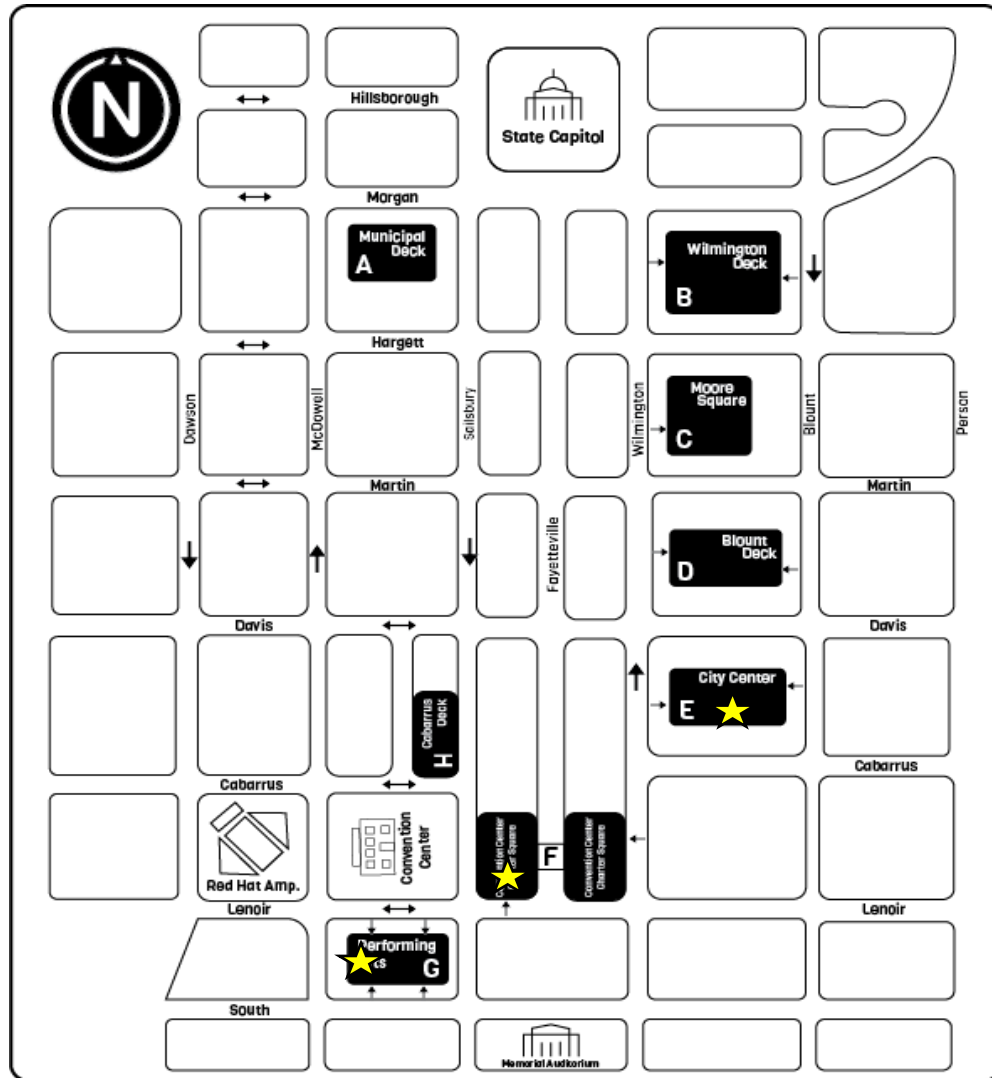 N
Hillsborough
State Capitol
Morgan
Municipal
Deck
A
Wilmington
Deck
B
Hargett
Dawson
McDowell
Salisbury
Wilmington
Moore
Square
C
Blount
Person
Martin
Martin
Fayetteville
Blount
Deck
D
Davis
Davis
City Center
E
Cabarrus
Deck
H
Cabarrus
Cabarrus
Convention
Center
Convention Center
Charter Square
F
Red Hat Amp.
Lenoir
Lenoir
Performing
G
South
Memorial Auditorium